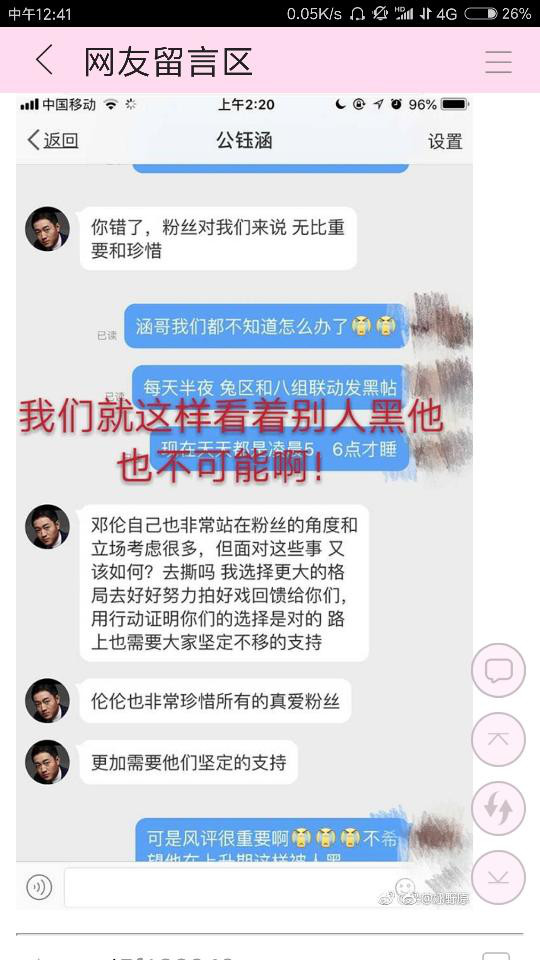 中午12:41
0.05K/s HD 4G 26%
网友留言区
中国移动 上午2:20 96%
返回 公钰涵 设置
你错了，粉丝对我们来说 无比重
要和珍惜
已读 涵哥我们都不知道怎么办了
已读 每天半夜 兔区和八组联动发黑帖
我们就这样看着别人黑他
现在天天都是凌晨5、6点才睡
也不可能啊！
邓伦自己也非常站在粉丝的角度和
立场考虑很多，但面对这些事 又
该如何？去撕吗 我选择更大的格
局去好好努力拍好戏回馈给你们，
用行动证明你们的选择是对的 路
上也需要大家坚定不移的支持
伦伦也非常珍惜所有的真爱粉丝
更加需要他们坚定的支持
可是风评很重要啊 不希
望他在上升期这样被人黑